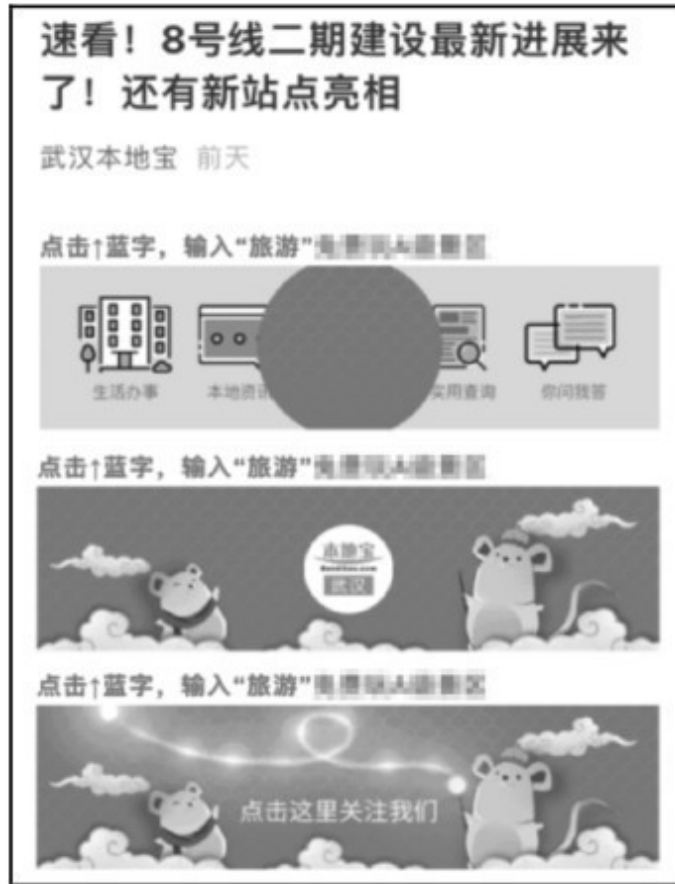 速看！8号线二期建设最新进展来
了！还有新站点亮相
武汉本地宝 前天
点击↑蓝字，输入“旅游”
生活办事 本地资讯 实用查询 你问我答
点击↑蓝字，输入“旅游”
本地宝
武汉
点击↑蓝字，输入“旅游”
点击这里关注我们